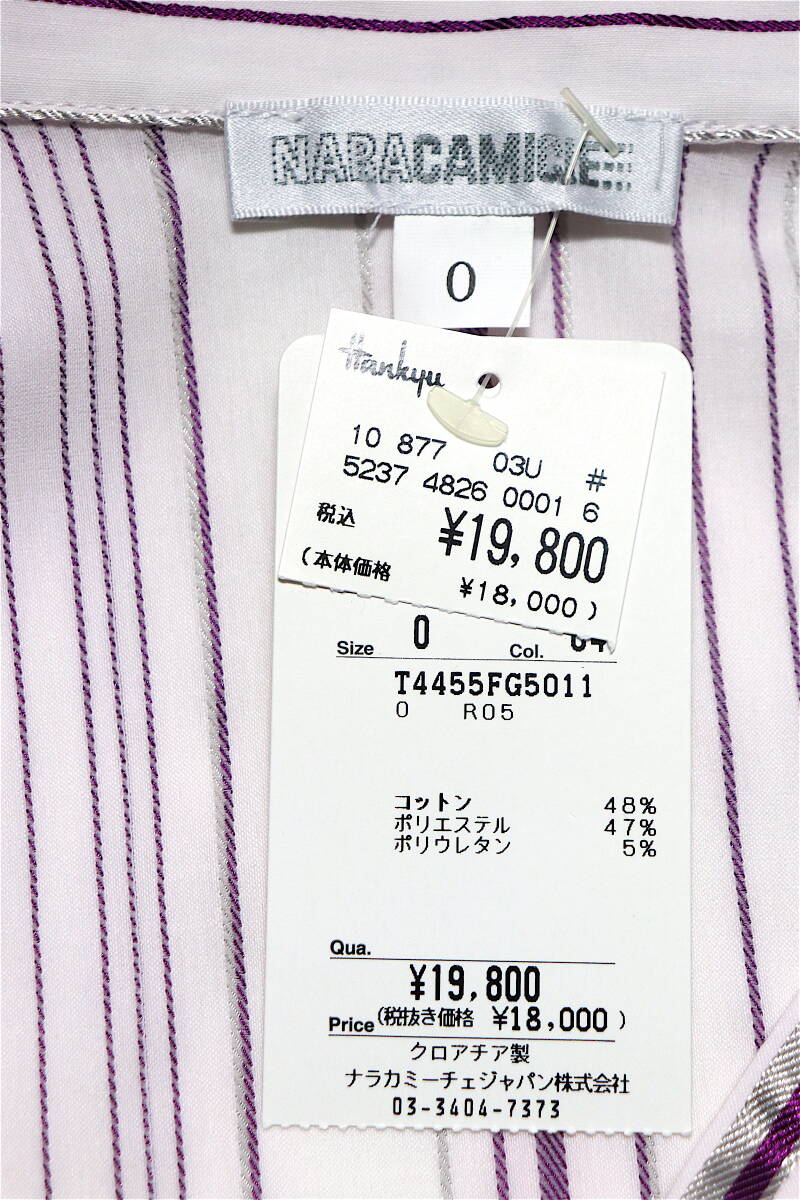 NARACAMICIE
0
Hankyu
10 877 03U #
5237 4826 0001 6
税込 ¥19,800
(本体価格 ¥18,000)
Size 0 Col.
T4455FG5011
0 R05
コットン 48%
ポリエステル 47%
ポリウレタン 5%
Qua.
¥19,800
Price (税抜き価格 ¥18,000)
クロアチア製
ナラカミーチェジャパン株式会社
03-3404-7373